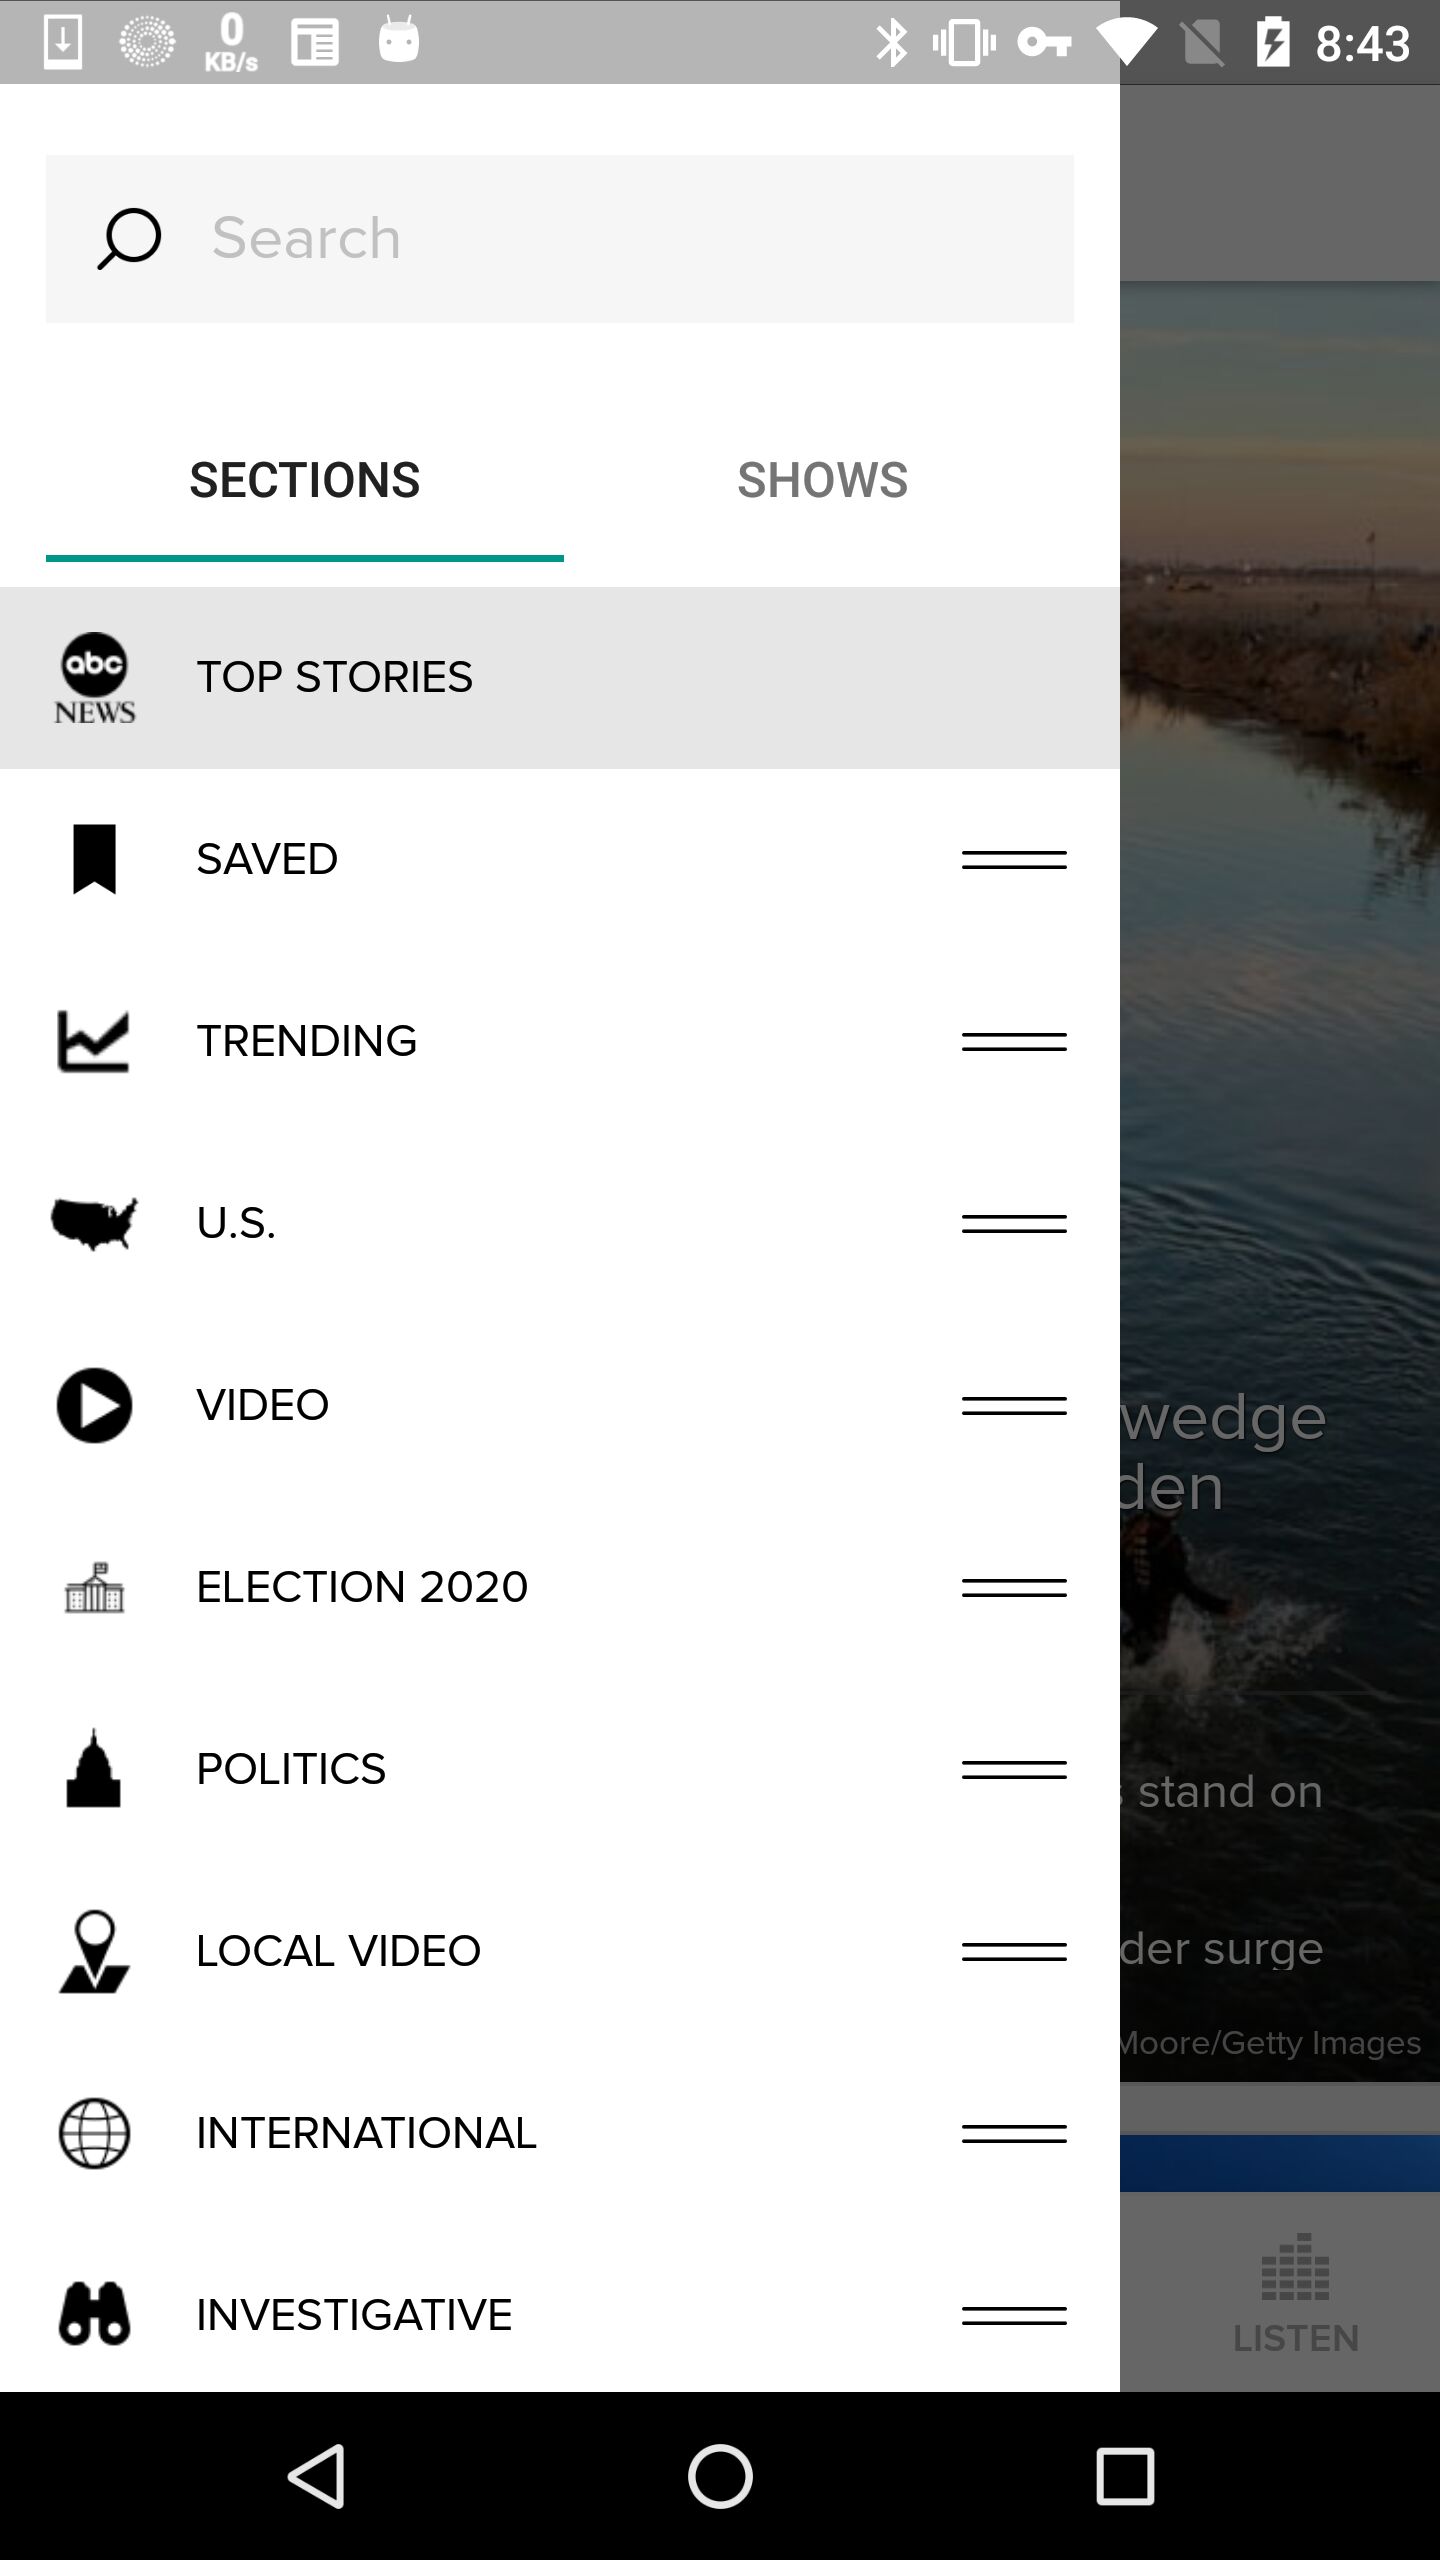 0
KB/s
8:43
Search
SECTIONS
SHOWS
abc
NEWS
TOP STORIES
SAVED
TRENDING
U.S.
VIDEO
wedge
den
ELECTION 2020
POLITICS
stand on
LOCAL VIDEO
der surge
Moore/Getty Images
INTERNATIONAL
INVESTIGATIVE
LISTEN